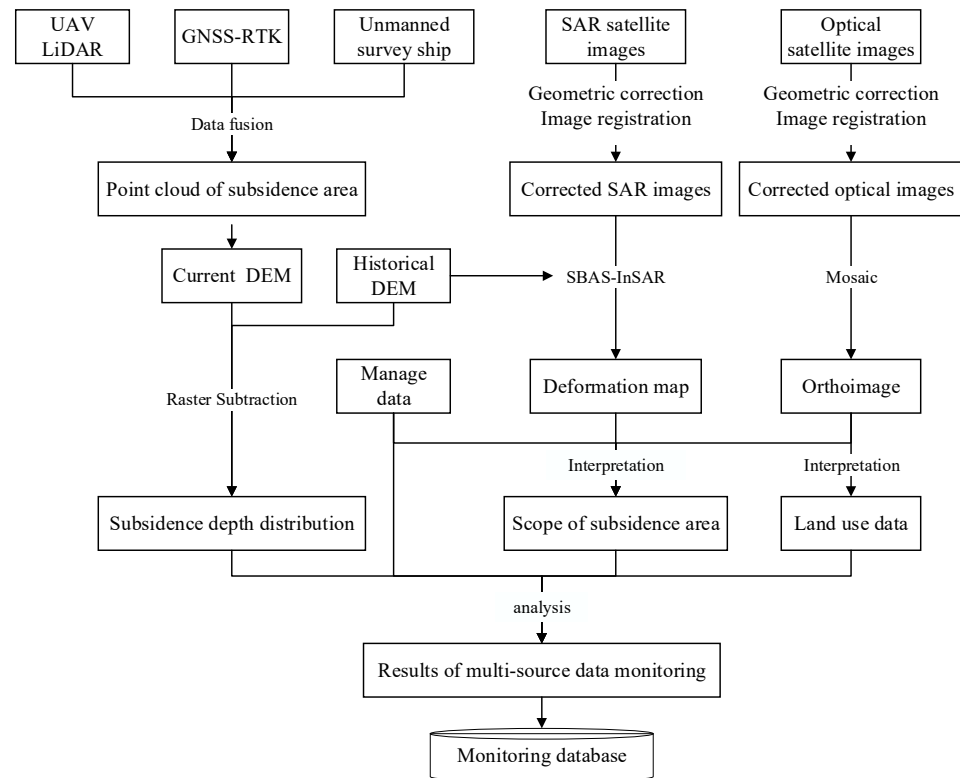 UAV
LiDAR
GNSS-RTK
Unmanned
survey ship
SAR satellite
images
Optical
satellite images
Geometric correction
Image registration
Geometric correction
Image registration
Data fusion
Point cloud of subsidence area
Corrected SAR images
Corrected optical images
Current DEM
Historical
DEM
SBAS-InSAR
Mosaic
Raster Subtraction
Manage
data
Deformation map
Orthoimage
Interpretation
Interpretation
Subsidence depth distribution
Scope of subsidence area
Land use data
analysis
Results of multi-source data monitoring
Monitoring database